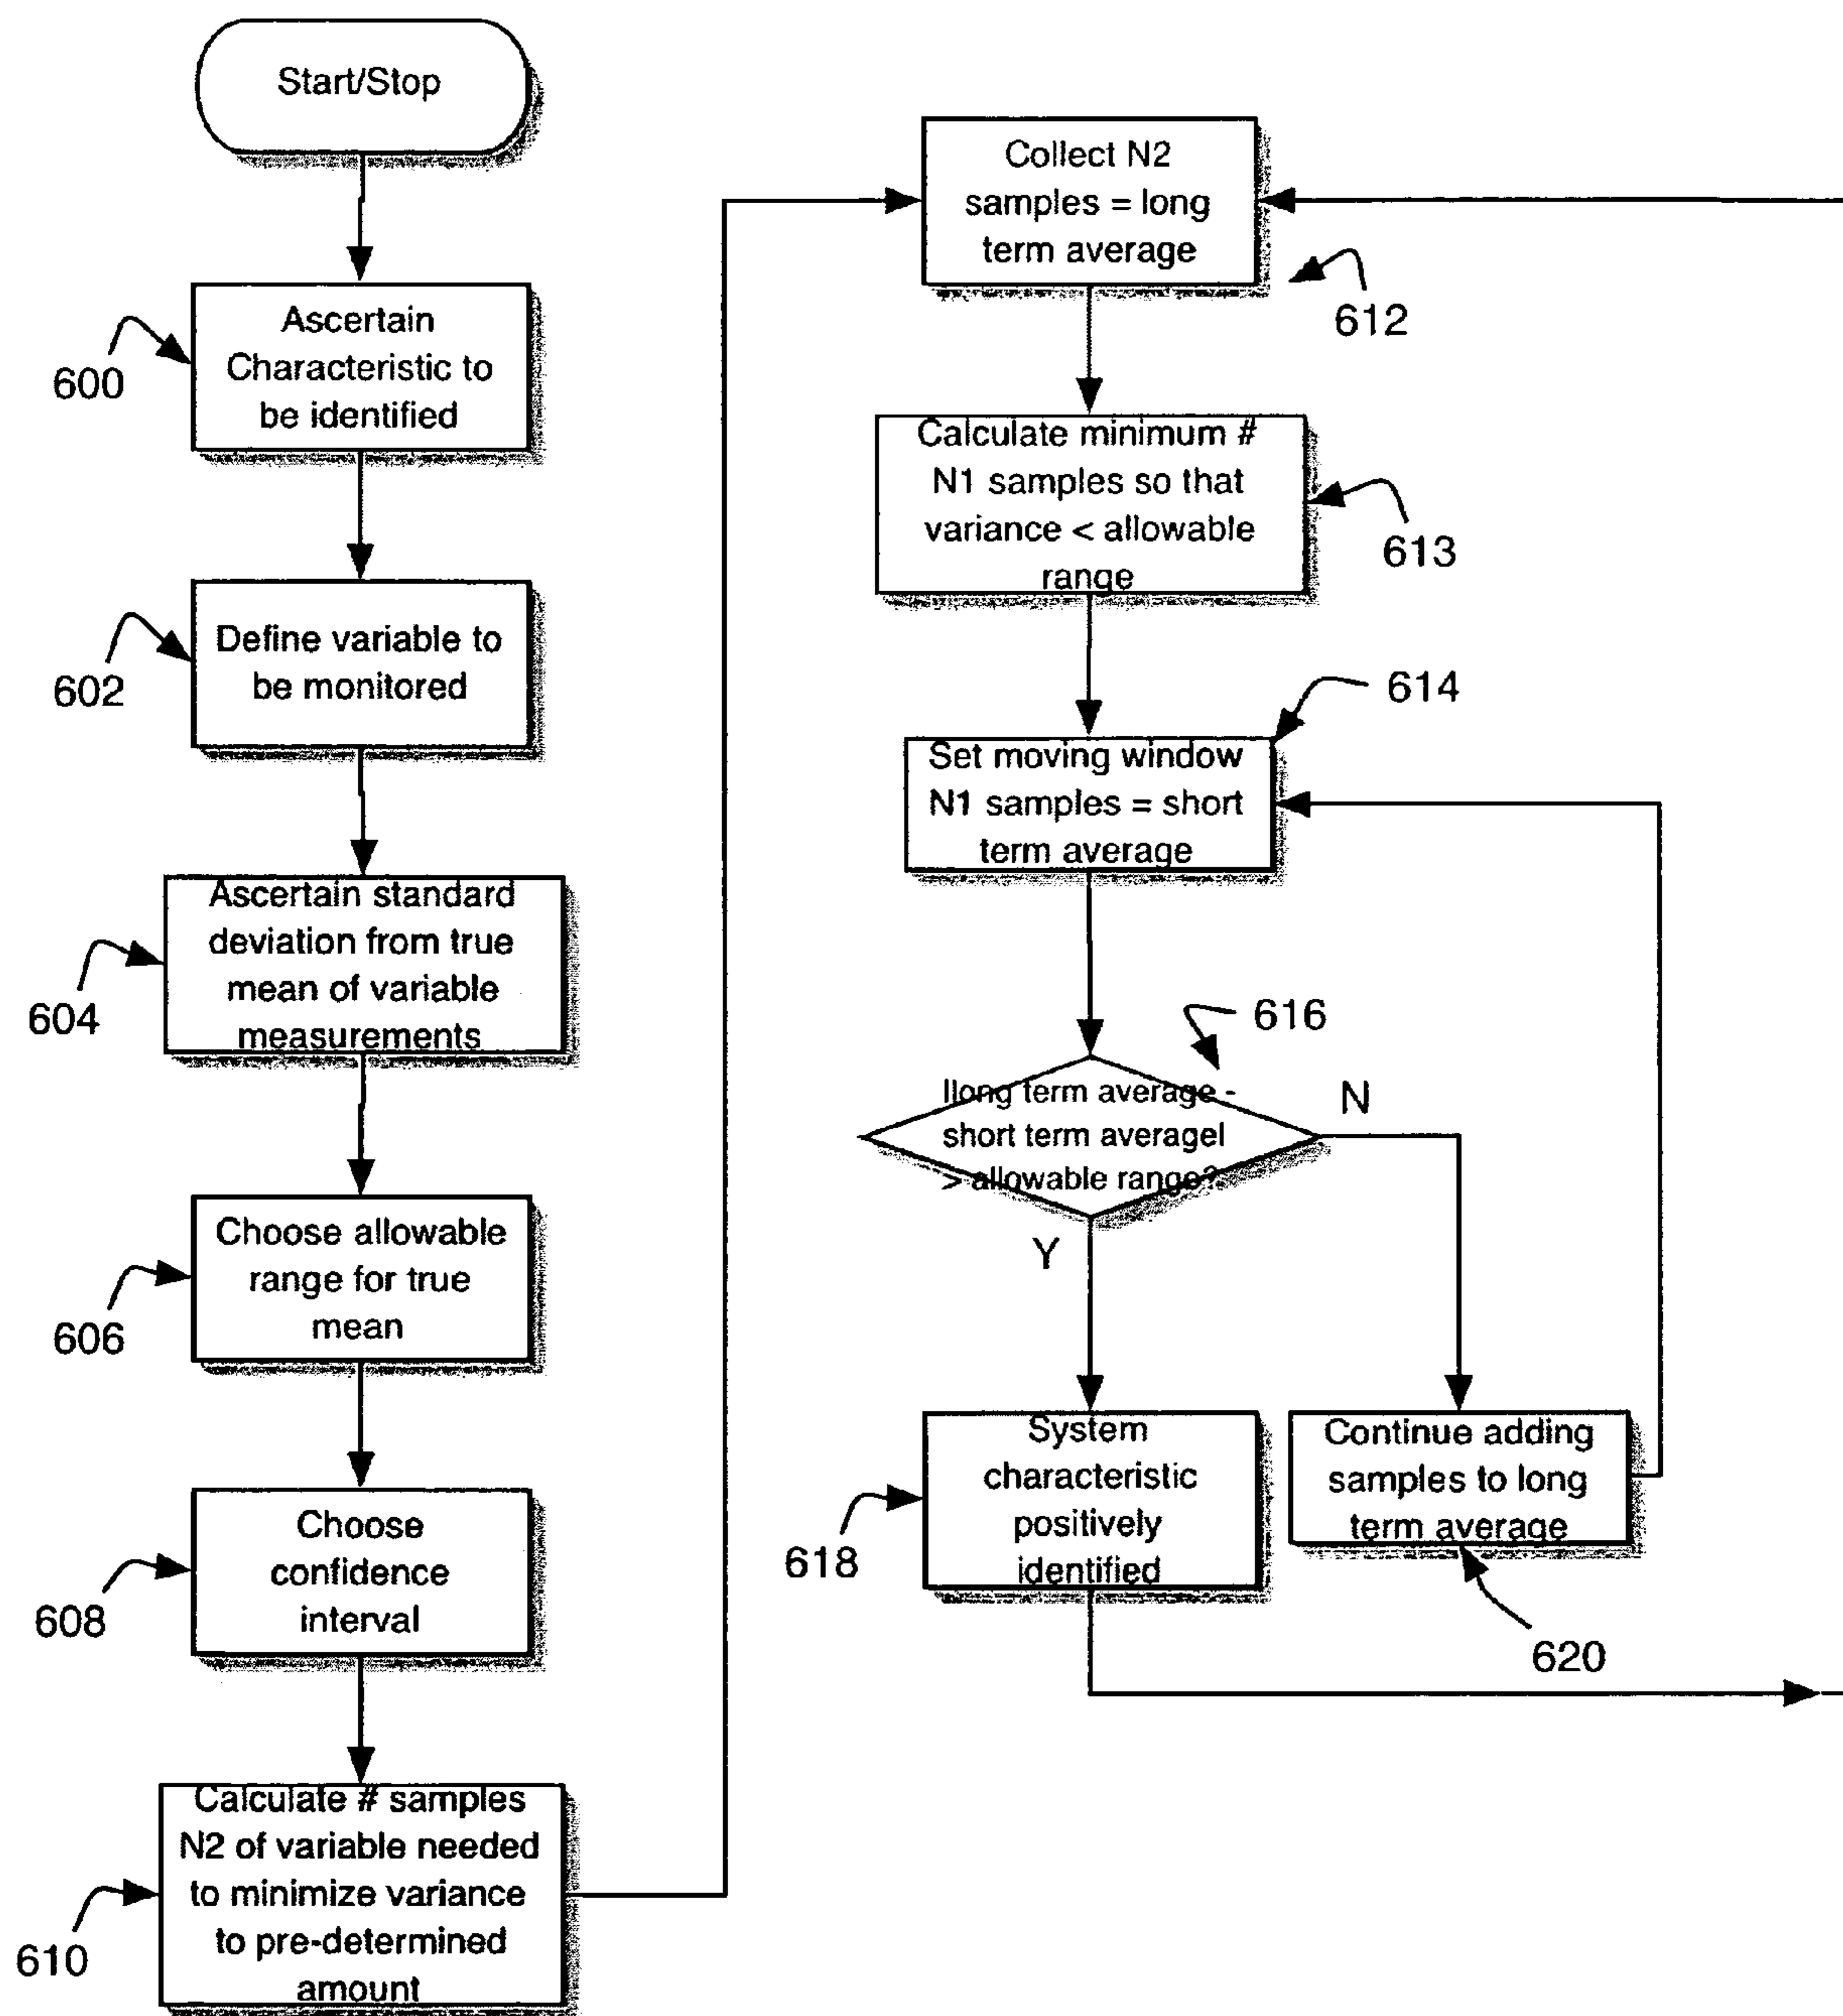 Start/Stop
Ascertain
Characteristic to
be identified
600
Define variable to
be monitored
602
Ascertain standard
deviation from true
mean of variable
measurements
604
Choose allowable
range for true
mean
606
Choose
confidence
interval
608
Calculate # samples
N2 of variable needed
to minimize variance
to pre-determined
amount
610
Collect N2
samples = long
term average
612
Calculate minimum #
N1 samples so that
variance < allowable
range
613
614
Set moving window
N1 samples = short
term average
616
|long term average -
short term average|
> allowable range?
N
Y
System
characteristic
positively
identified
618
Continue adding
samples to long
term average
620